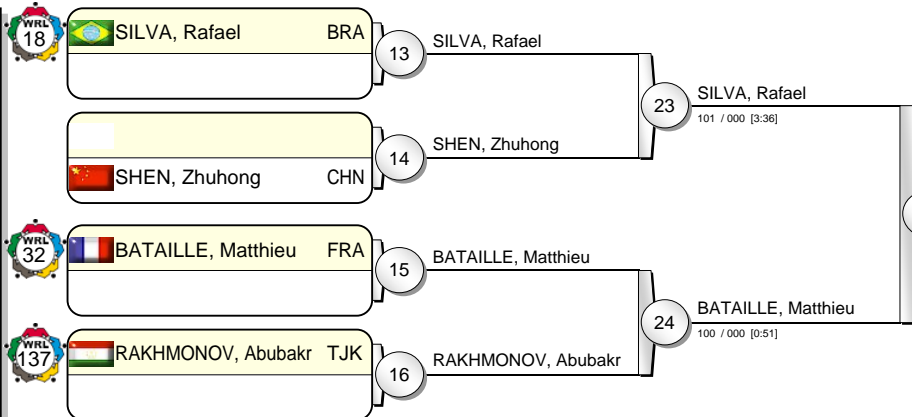 WRL
18
SILVA, Rafael BRA
13
SILVA, Rafael
23
SILVA, Rafael
101 / 000 [3:36]
14
SHEN, Zhuhong
SHEN, Zhuhong CHN
WRL
32
BATAILLE, Matthieu FRA
15
BATAILLE, Matthieu
24
BATAILLE, Matthieu
100 / 000 [0:51]
WRL
137
RAKHMONOV, Abubakr TJK
16
RAKHMONOV, Abubakr